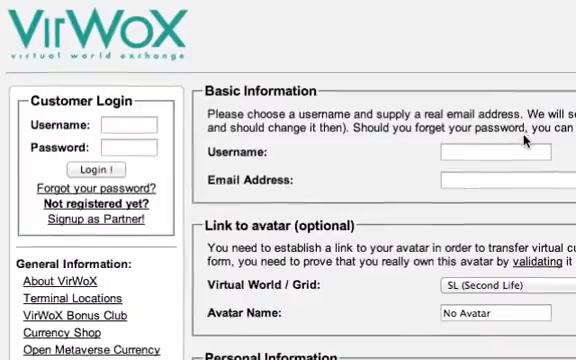 VirWoX
virtual world exchange
Customer Login
Username:
Password:
Login !
Forgot your password?
Not registered yet?
Signup as Partner!
General Information:
About VirWoX
Terminal Locations
VirWoX Bonus Club
Currency Shop
Open Metaverse Currency
Basic Information
Please choose a username and supply a real email address. We will
and should change it then). Should you forget your password, you can
Username:
Email Address:
Link to avatar (optional)
You need to establish a link to your avatar in order to transfer virtual
form, you need to prove that you really own this avatar by validating it
Virtual World / Grid:
SL (Second Life)
Avatar Name:
No Avatar
Personal Information